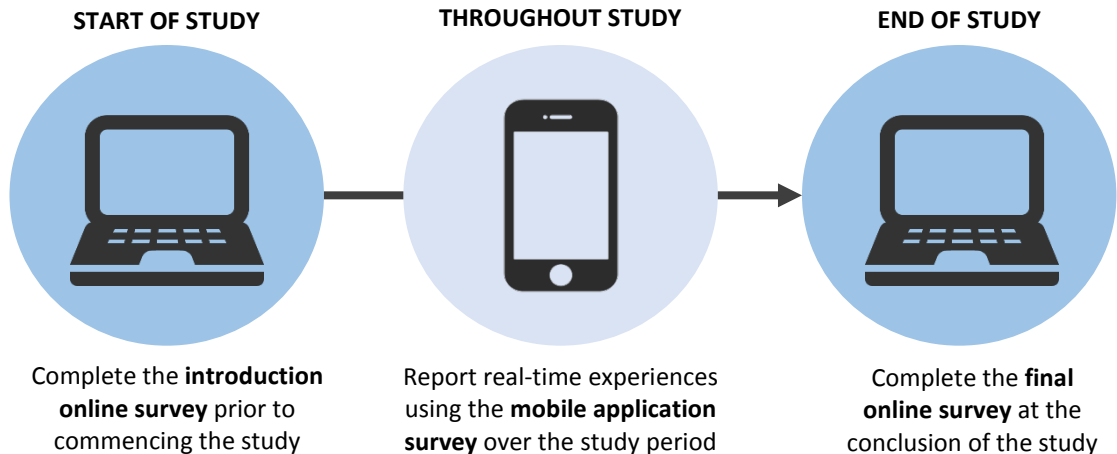 START OF STUDY
Complete the introduction
online survey prior to
commencing the study
THROUGHOUT STUDY
Report real-time experiences
using the mobile application
survey over the study period
END OF STUDY
Complete the final
online survey at the
conclusion of the study